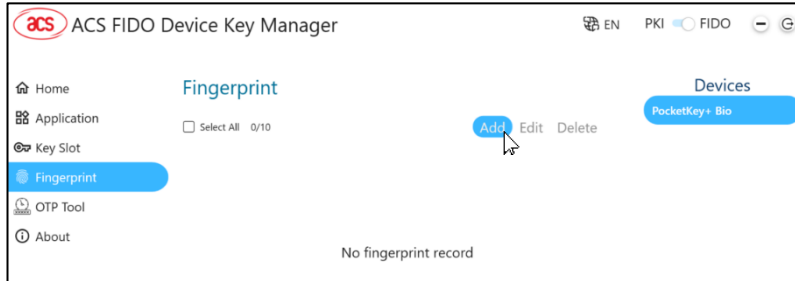 acs ACS FIDO Device Key Manager EN PKI FIDO
Home
Application
Key Slot
Fingerprint
OTP Tool
About
Fingerprint
Select All 0/10 Add Edit Delete
No fingerprint record
Devices
PocketKey+ Bio